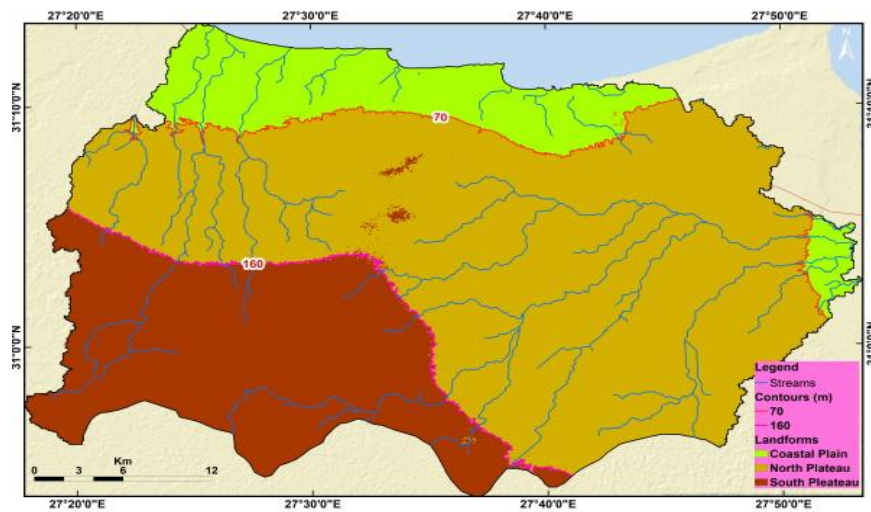 27°20'0"E 27°30'0"E 27°40'0"E 27°50'0"E
N
31°10'0"N
70
160
31°0'0"N
Legend
Streams
Contours (m)
70
160
Landforms
Coastal Plain
North Plateau
South Pleateau
Km
0 3 6 12
27°20'0"E 27°30'0"E 27°40'0"E 27°50'0"E